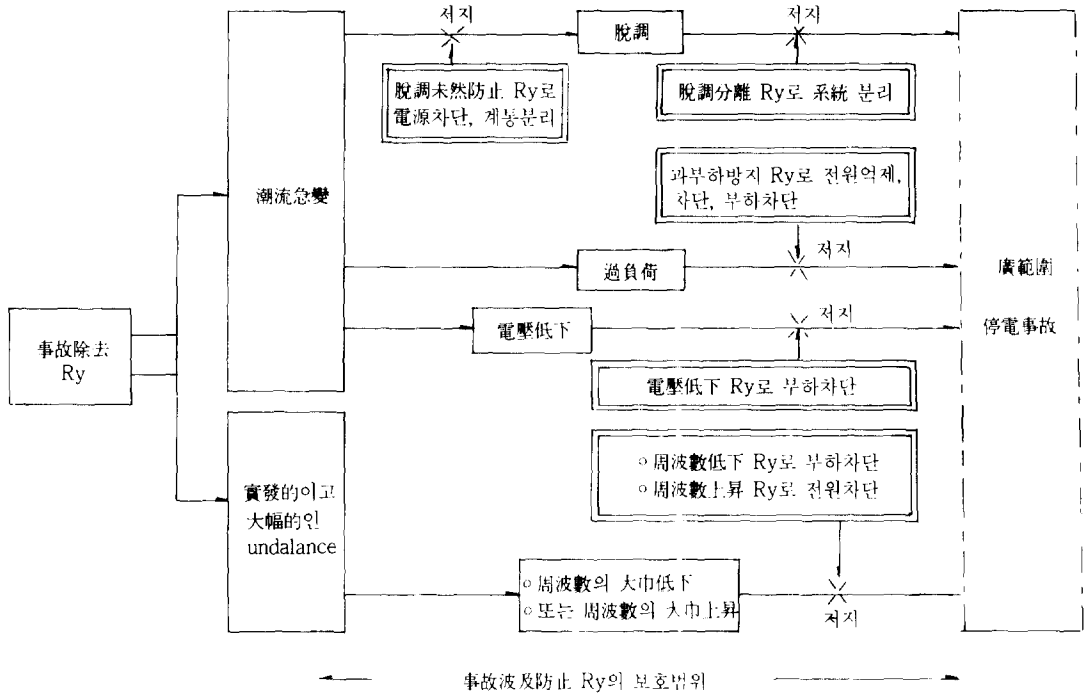 저지
저지
脫調
脫調未然防止 Ry로
電源차단, 계통분리
脫調分離 Ry로 系統 분리
과부하방지 Ry로 전원억제,
차단, 부하차단
潮流急變
저지
過負荷
廣範圍
저지
電壓低下
停電事故
事故除去
Ry
電壓低下 Ry로 부하차단
○周波數低下 Ry로 부하차단
○周波數上昇 Ry로 전원차단
實發的이고
大幅的인
undalance
○周波數의 大巾低下
○또는 周波數의 大巾上昇
저지
事故波及防止 Ry의 보호범위